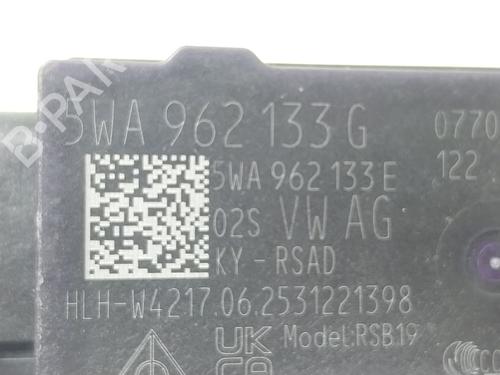 5WA 962 133 G 0770
5WA 962 133 E 122
02S VW AG
KY - RSAD
HLH-W4217.06.2531221398
UK Model:RSB19
CA CCC
B-PAR